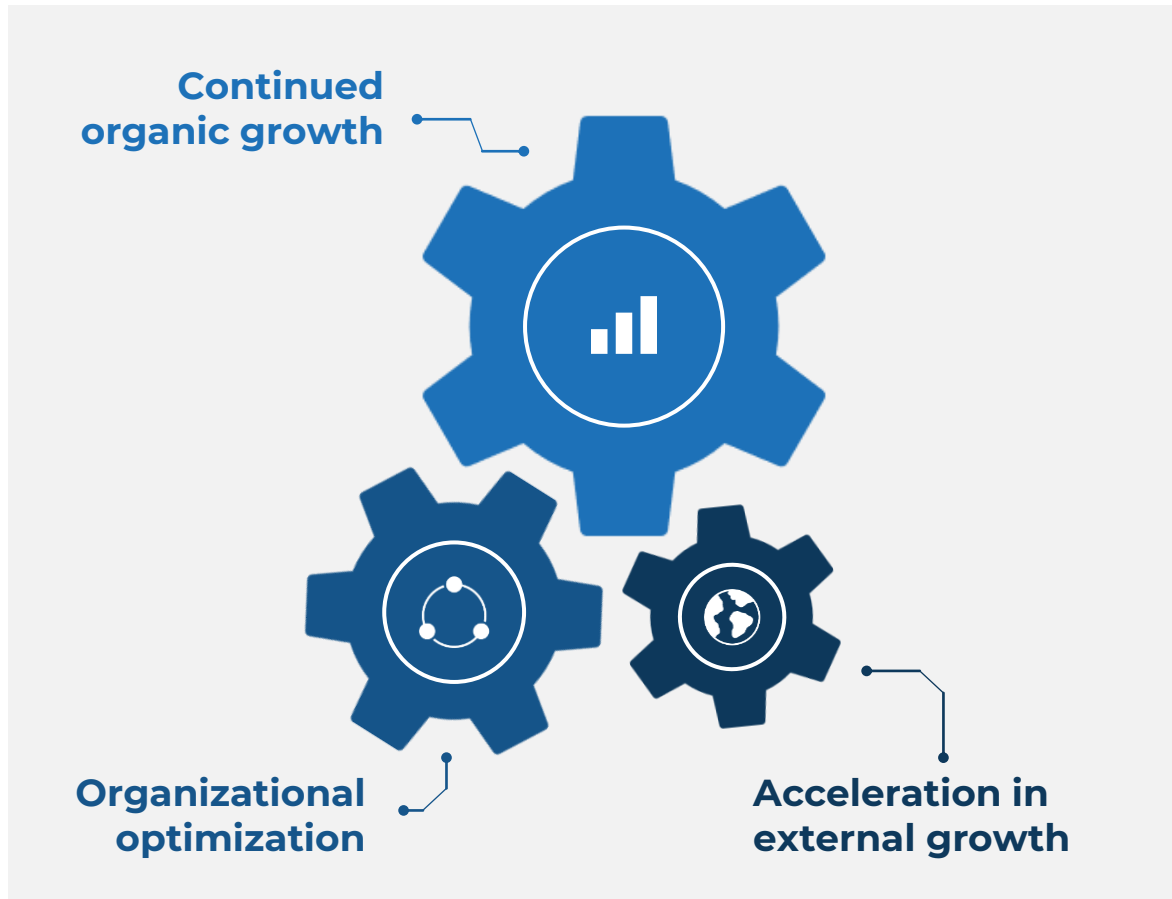 Continued
organic growth
Organizational
optimization
Acceleration in
external growth